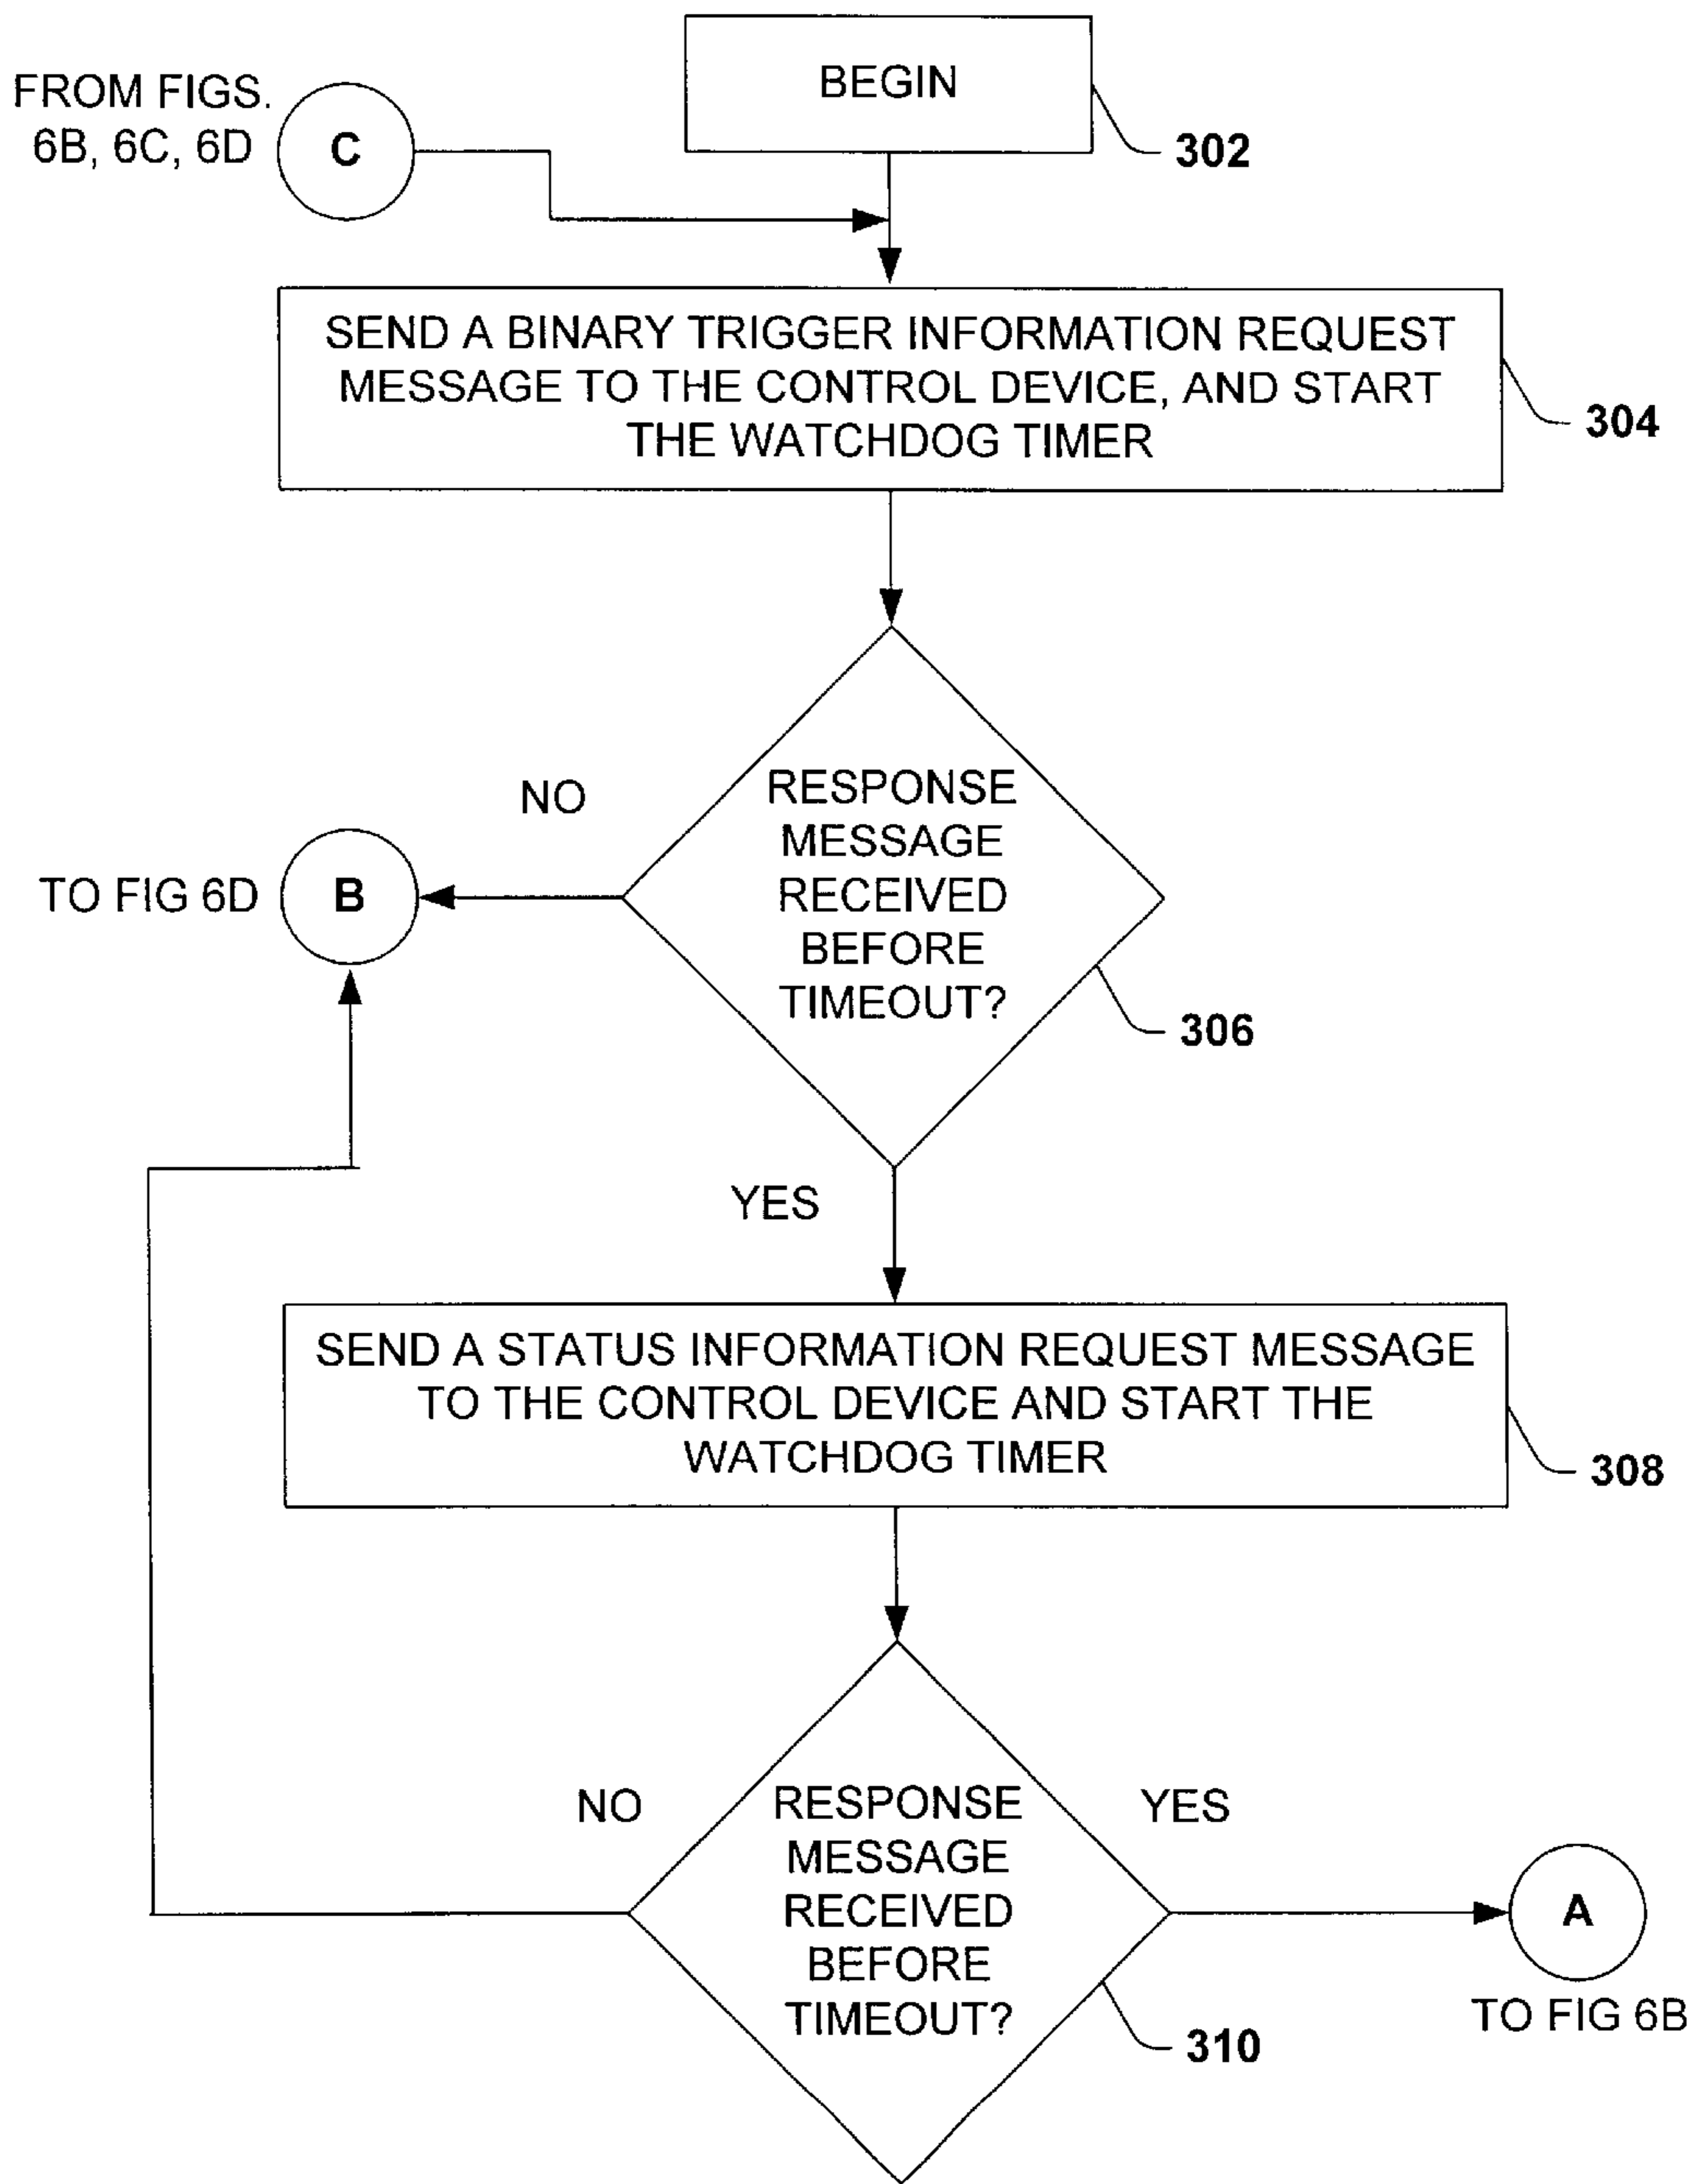 BEGIN
302
FROM FIGS.
6B, 6C, 6D
C
SEND A BINARY TRIGGER INFORMATION REQUEST
MESSAGE TO THE CONTROL DEVICE, AND START
THE WATCHDOG TIMER
304
RESPONSE
MESSAGE
RECEIVED
BEFORE
TIMEOUT?
306
NO
TO FIG 6D
B
YES
SEND A STATUS INFORMATION REQUEST MESSAGE
TO THE CONTROL DEVICE AND START THE
WATCHDOG TIMER
308
NO
RESPONSE
MESSAGE
RECEIVED
BEFORE
TIMEOUT?
310
YES
A
TO FIG 6B